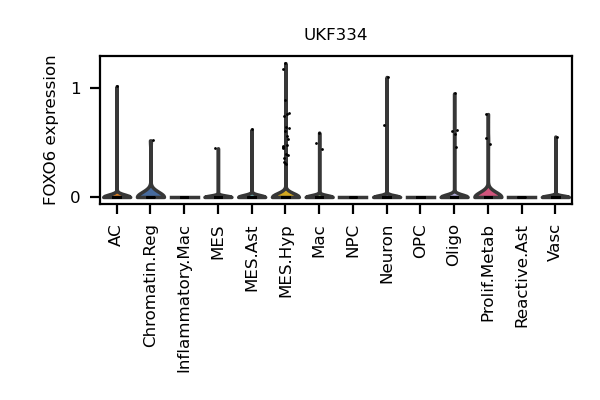 UKF334
FOXO6 expression
1
0
AC
Chromatin.Reg
Inflammatory.Mac
MES
MES.Ast
MES.Hyp
Mac
NPC
Neuron
OPC
Oligo
Prolif.Metab
Reactive.Ast
Vasc